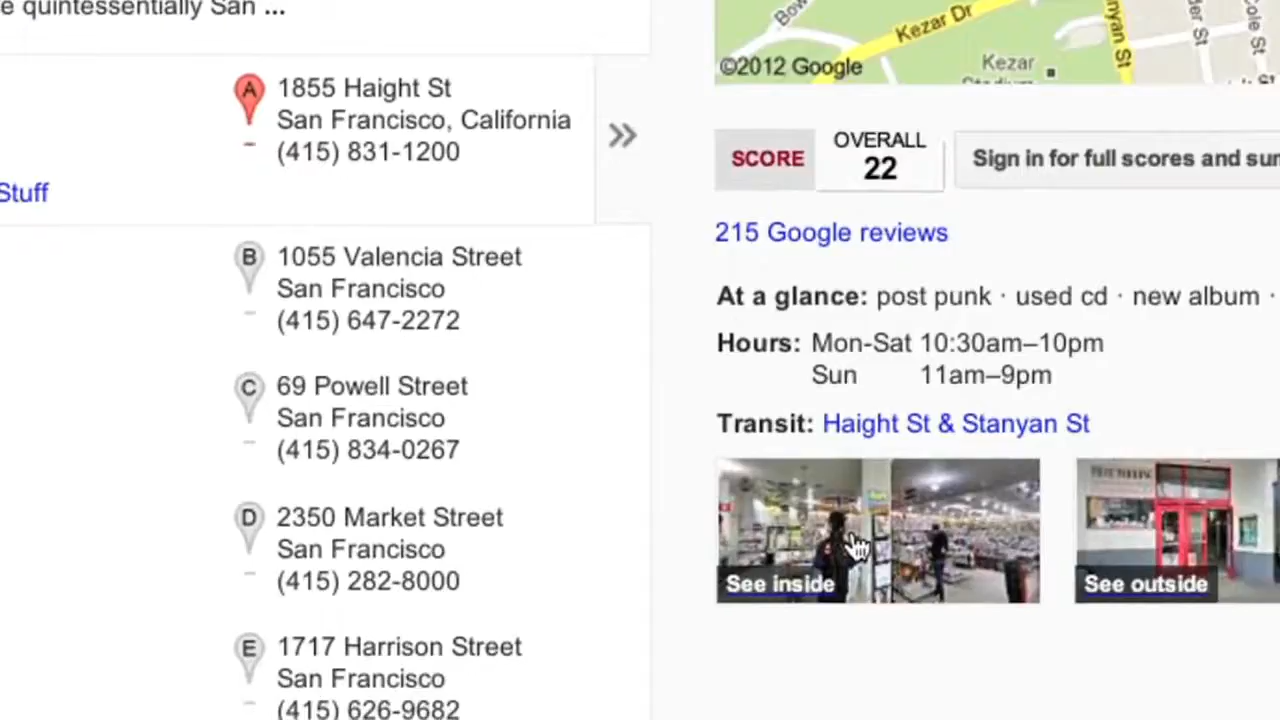 e quintessentially San ...
A
1855 Haight St
San Francisco, California
(415) 831-1200
Stuff
B
1055 Valencia Street
San Francisco
(415) 647-2272
C
69 Powell Street
San Francisco
(415) 834-0267
D
2350 Market Street
San Francisco
(415) 282-8000
E
1717 Harrison Street
San Francisco
(415) 626-9682
Kezar Dr
Kezar
©2012 Google
SCORE
OVERALL
22
Sign in for full scores and sum
215 Google reviews
At a glance: post punk · used cd · new album ·
Hours: Mon-Sat 10:30am–10pm
Sun 11am–9pm
Transit: Haight St & Stanyan St
See inside
See outside